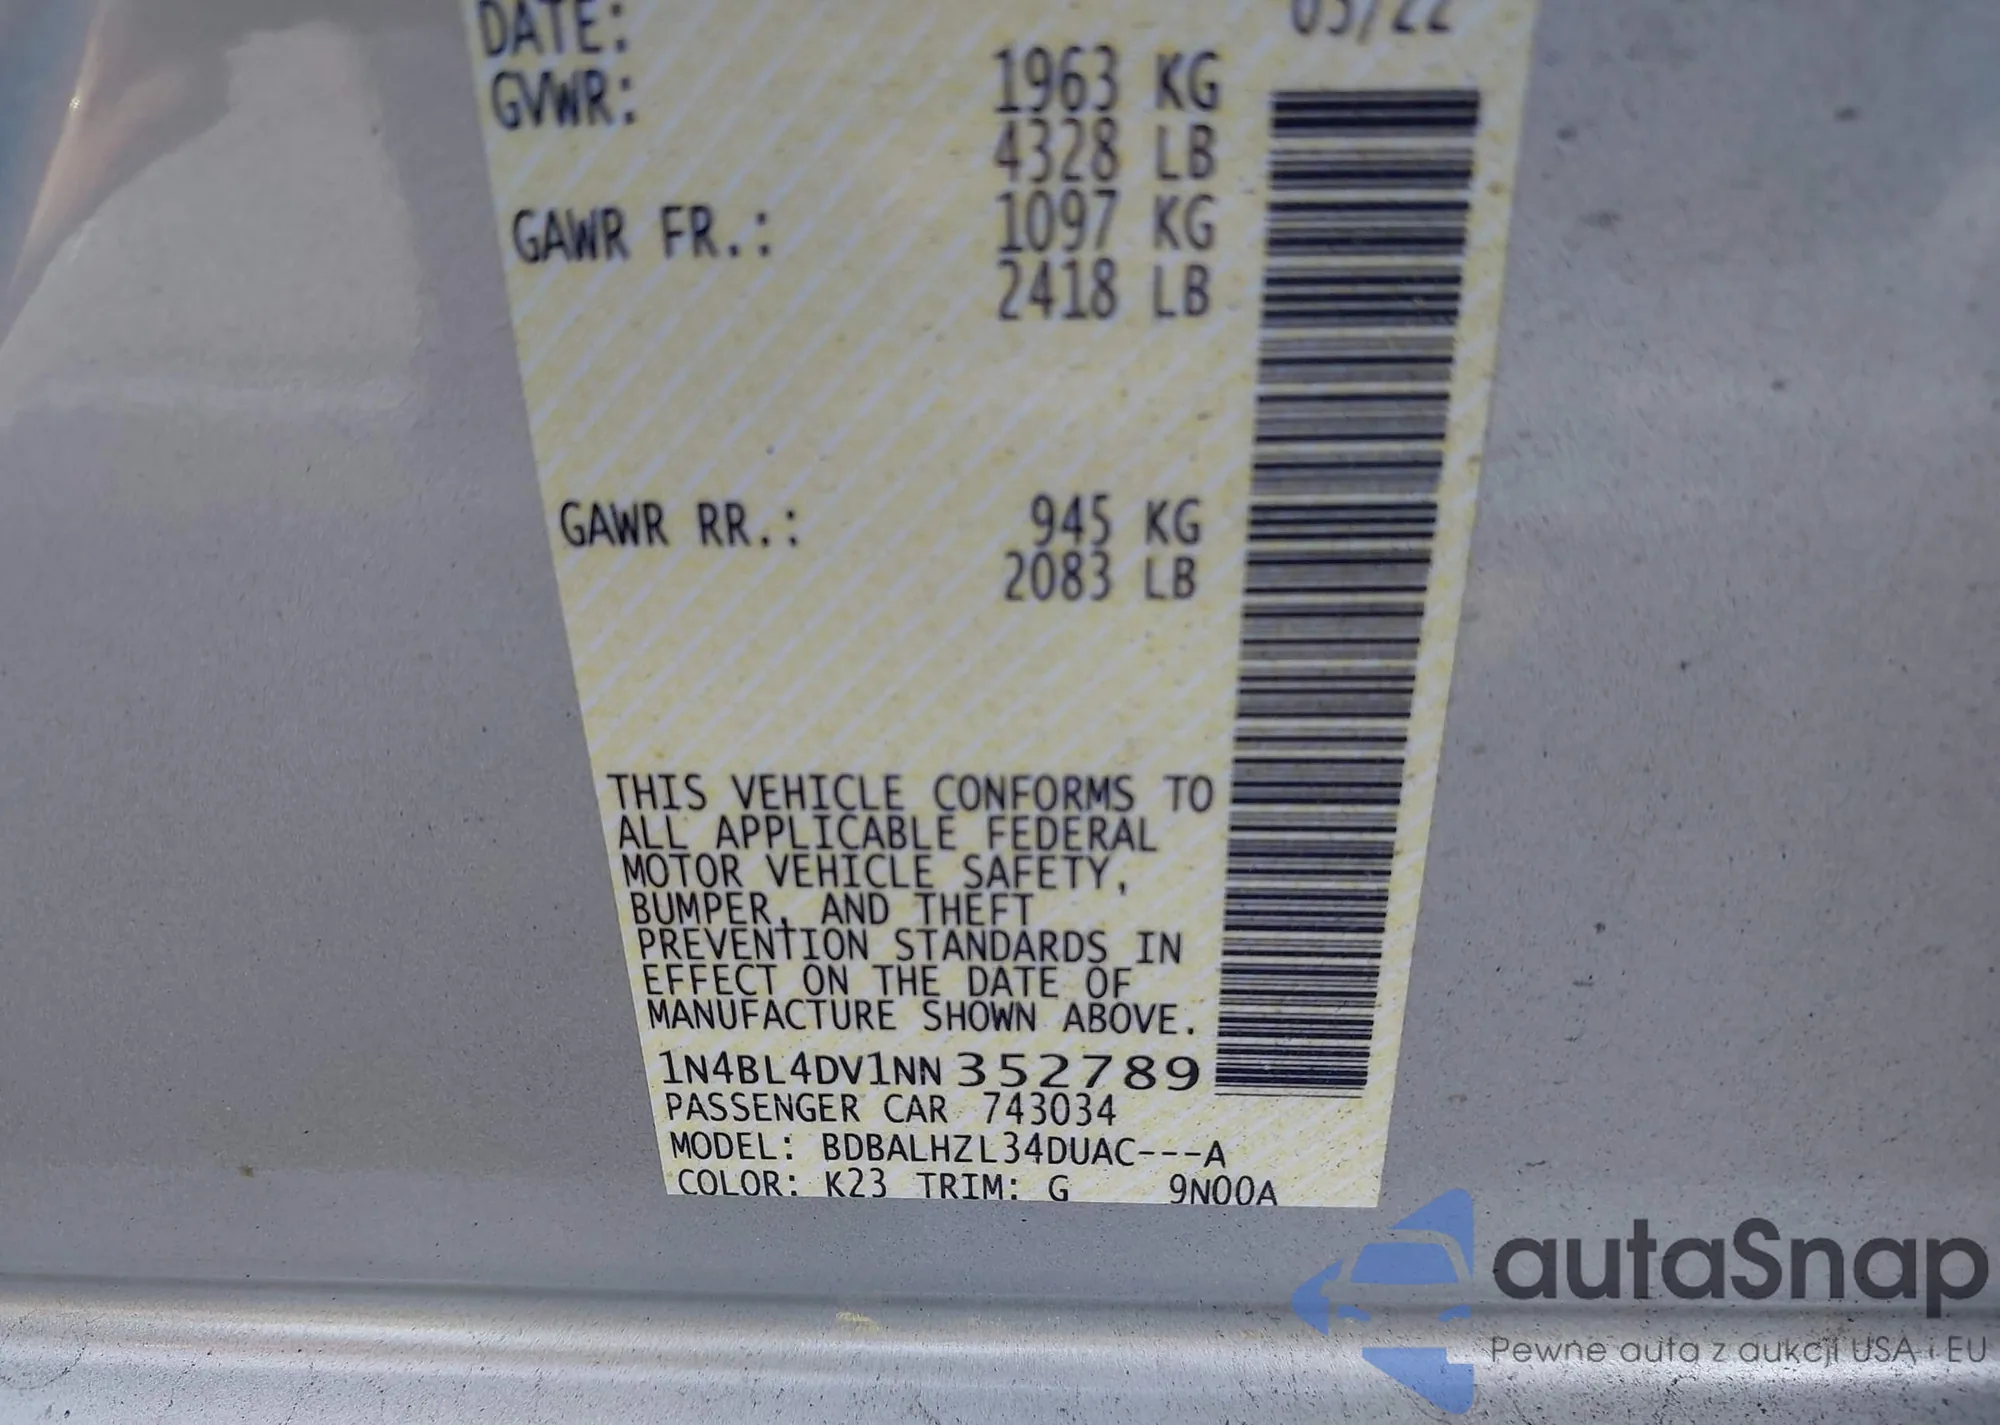 DATE: 05/22
GVWR: 1963 KG
4328 LB
GAWR FR.: 1097 KG
2418 LB
GAWR RR.: 945 KG
2083 LB
THIS VEHICLE CONFORMS TO
ALL APPLICABLE FEDERAL
MOTOR VEHICLE SAFETY,
BUMPER, AND THEFT
PREVENTION STANDARDS IN
EFFECT ON THE DATE OF
MANUFACTURE SHOWN ABOVE.
1N4BL4DV1NN352789
PASSENGER CAR 743034
MODEL: BDBALHZL34DUAC---A
COLOR: K23 TRIM: G 9N00A
autaSnap
Pewne auta z aukcji USA i EU